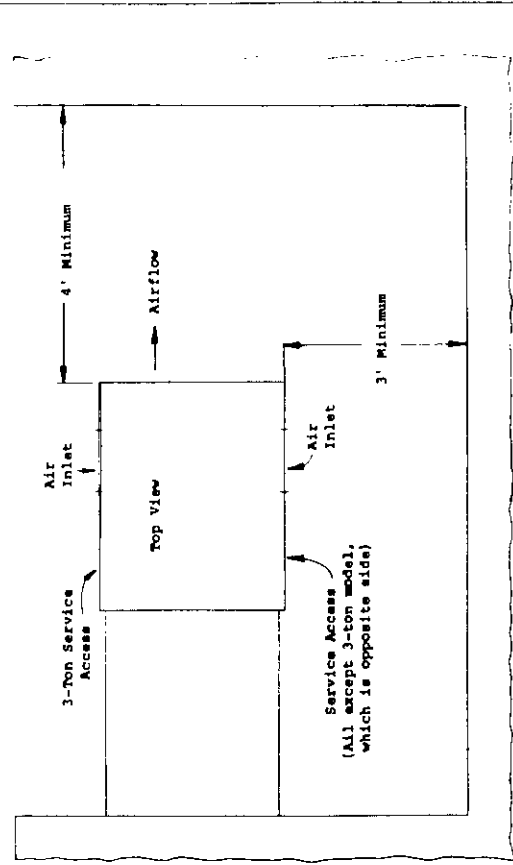 4' Minimum
Airflow
3' Minimum
Air
Inlet
Air
Inlet
Top View
3-Ton Service
Access
Service Access
(All except 3-ton model,
which is opposite side)